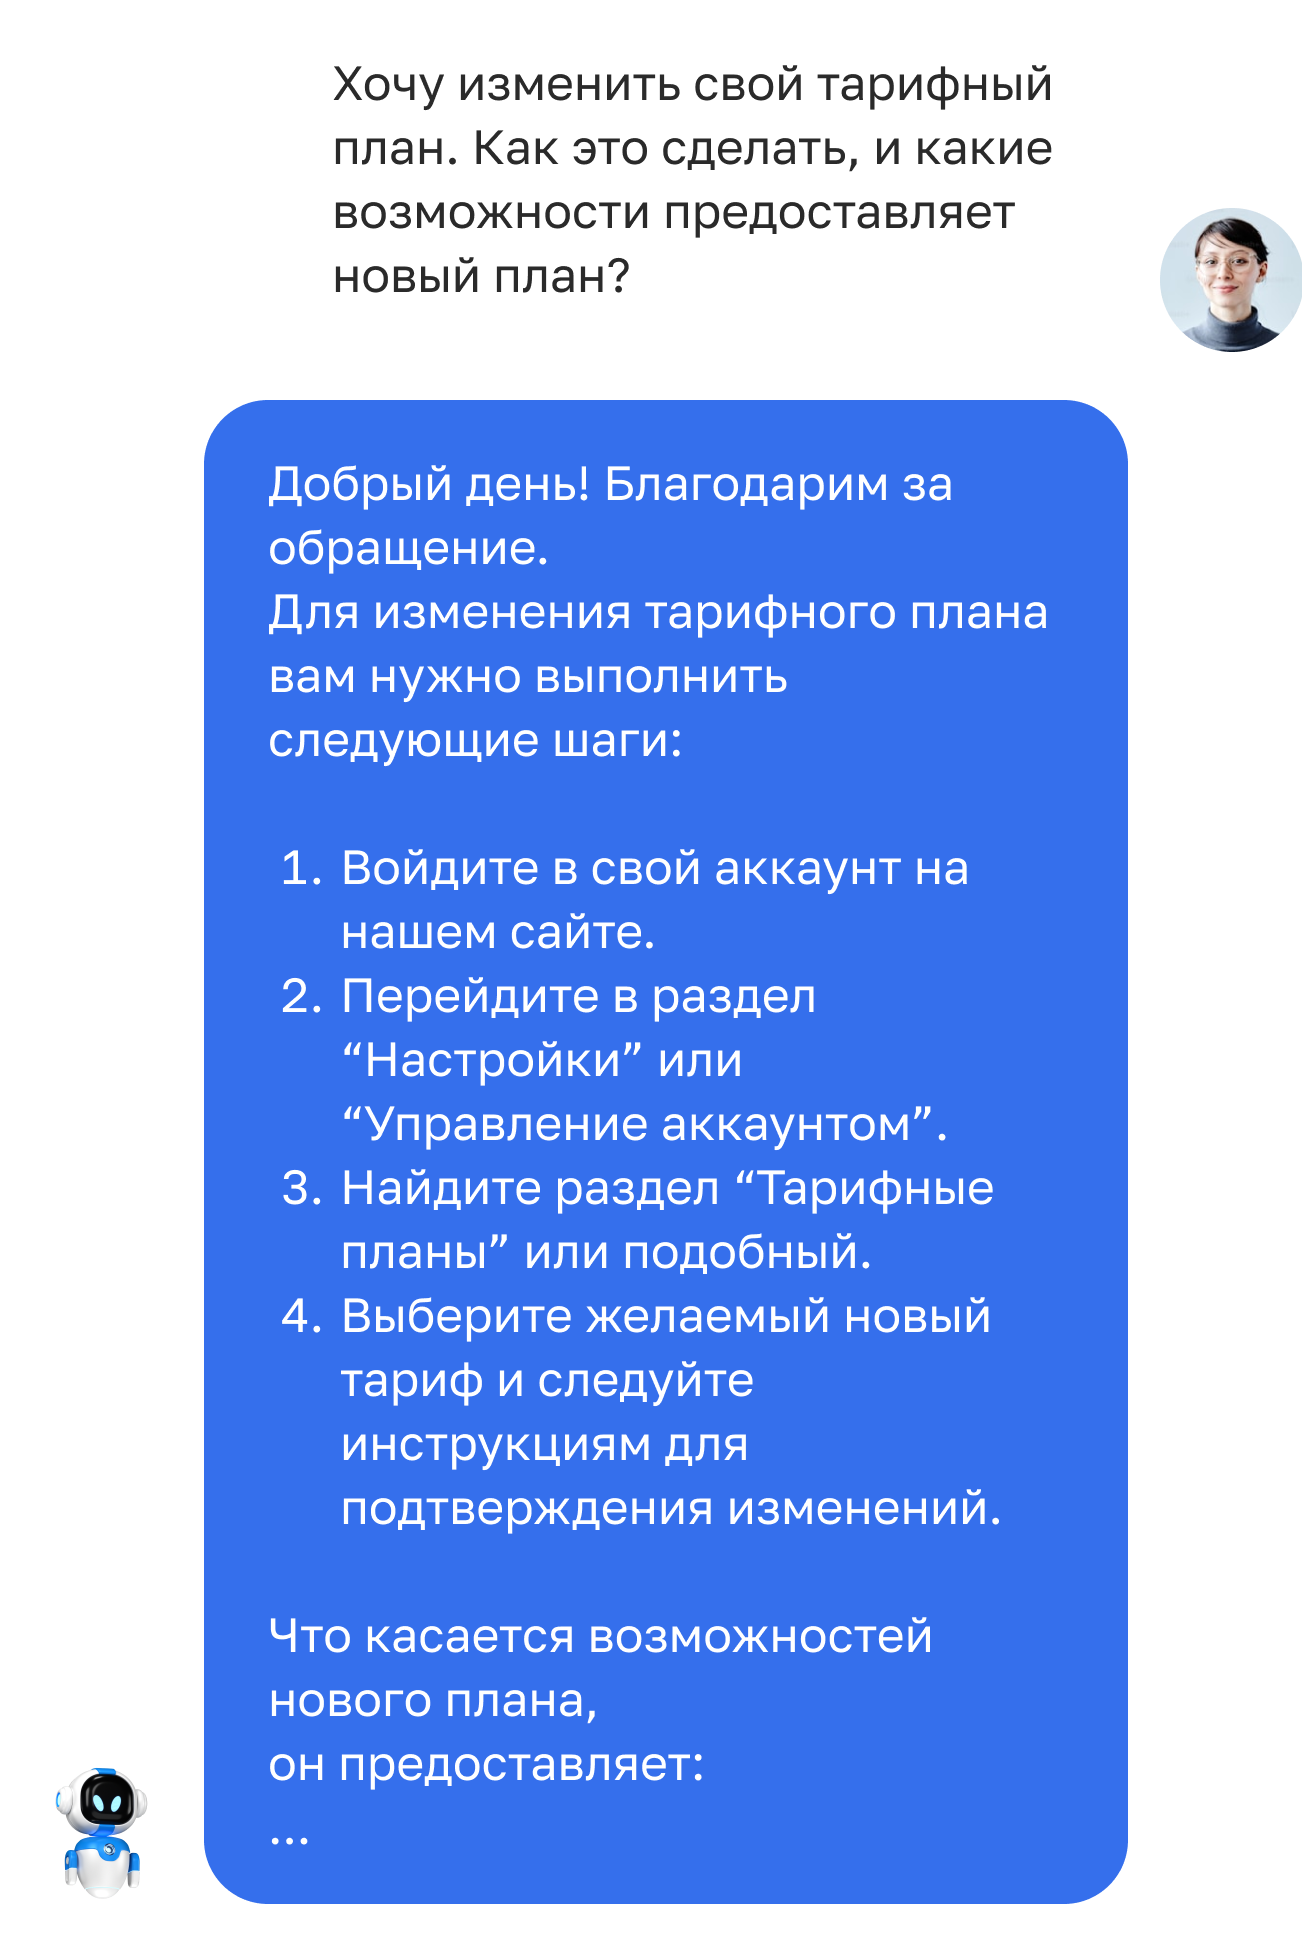 Хочу изменить свой тарифный
план. Как это сделать, и какие
возможности предоставляет
новый план?
Добрый день! Благодарим за
обращение.
Для изменения тарифного плана
вам нужно выполнить
следующие шаги:
1. Войдите в свой аккаунт на
нашем сайте.
2. Перейдите в раздел
“Настройки” или
“Управление аккаунтом”.
3. Найдите раздел “Тарифные
планы” или подобный.
4. Выберите желаемый новый
тариф и следуйте
инструкциям для
подтверждения изменений.
Что касается возможностей
нового плана,
он предоставляет:
...